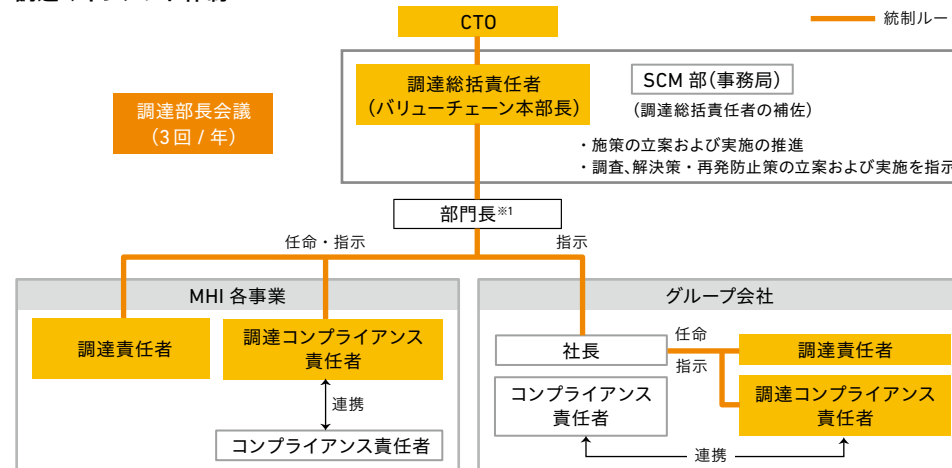 CTO
統制ルー
調達総括責任者
(バリューチェーン本部長)
SCM 部(事務局)
(調達総括責任者の補佐)
調達部長会議
(3回 / 年)
・施策の立案および実施の推進
・調査、解決策・再発防止策の立案および実施を指示
部門長※1
任命・指示
指示
MHI 各事業
調達責任者
調達コンプライアンス
責任者
連携
コンプライアンス責任者
グループ会社
社長
任命
指示
調達責任者
コンプライアンス
責任者
調達コンプライアンス
責任者
連携